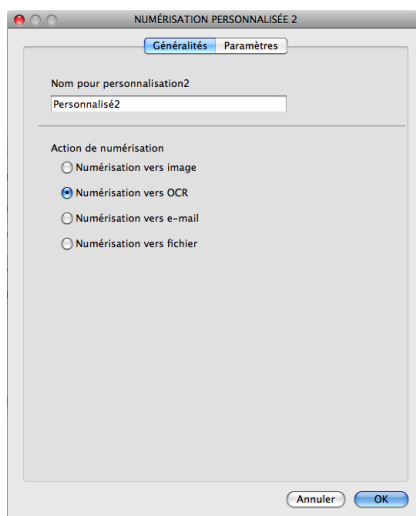 NUMÉRISATION PERSONNALISÉE 2
Généralités Paramètres
Nom pour personnalisation2
Personnalisé2
Action de numérisation
Numérisation vers image
Numérisation vers OCR
Numérisation vers e-mail
Numérisation vers fichier
Annuler OK